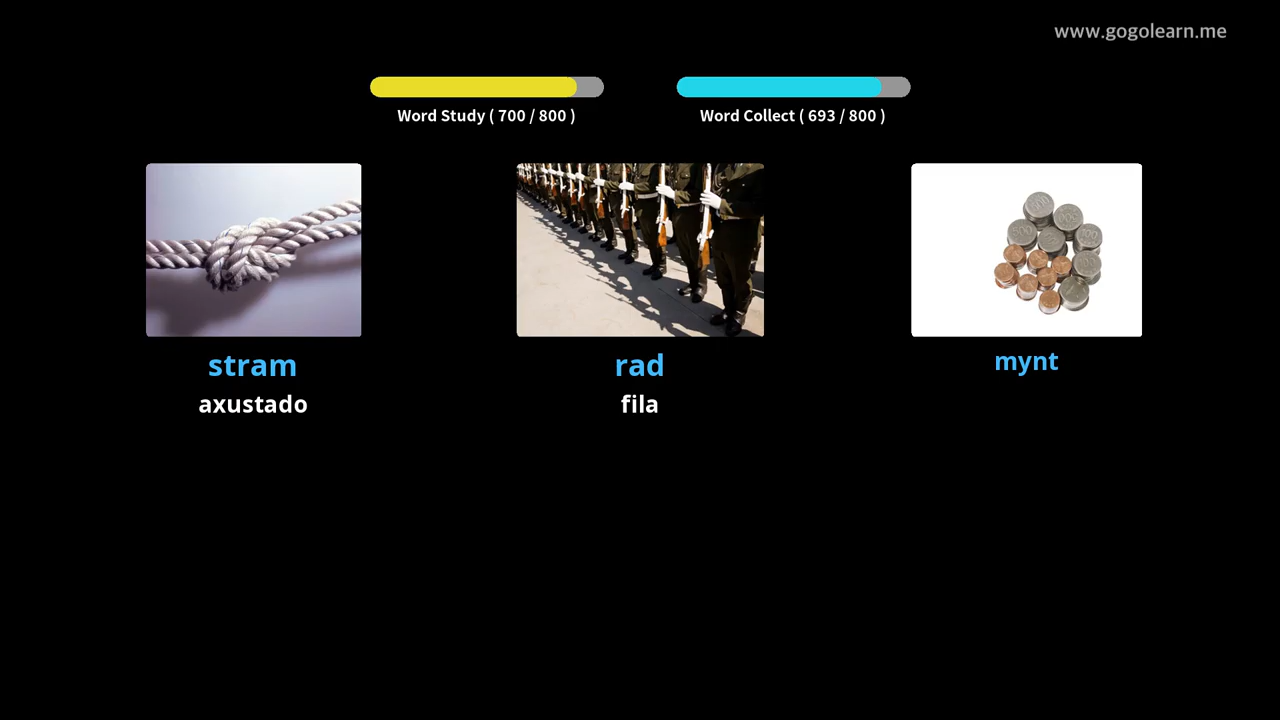 www.gogolearn.me
Word Study ( 700 / 800 )
Word Collect ( 693 / 800 )
stram
rad
mynt
axustado
fila